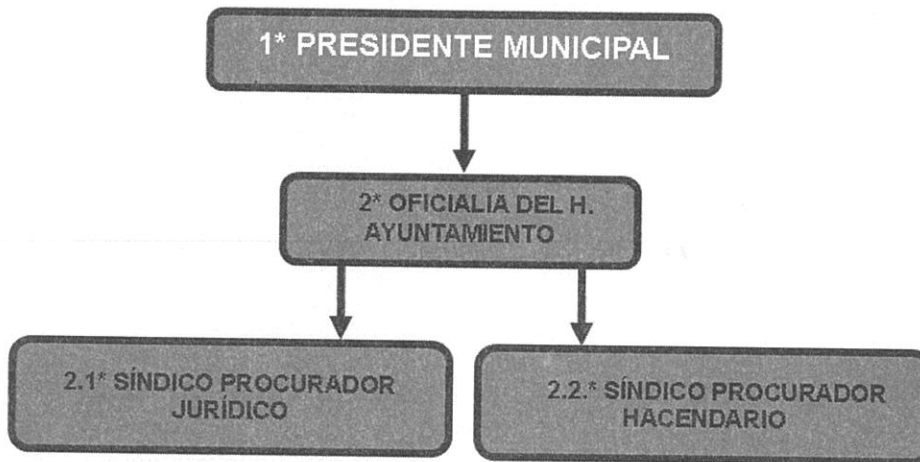 1* PRESIDENTE MUNICIPAL
2* OFICIALIA DEL H.
AYUNTAMIENTO
2.1* SÍNDICO PROCURADOR
JURÍDICO
2.2.* SÍNDICO PROCURADOR
HACENDARIO